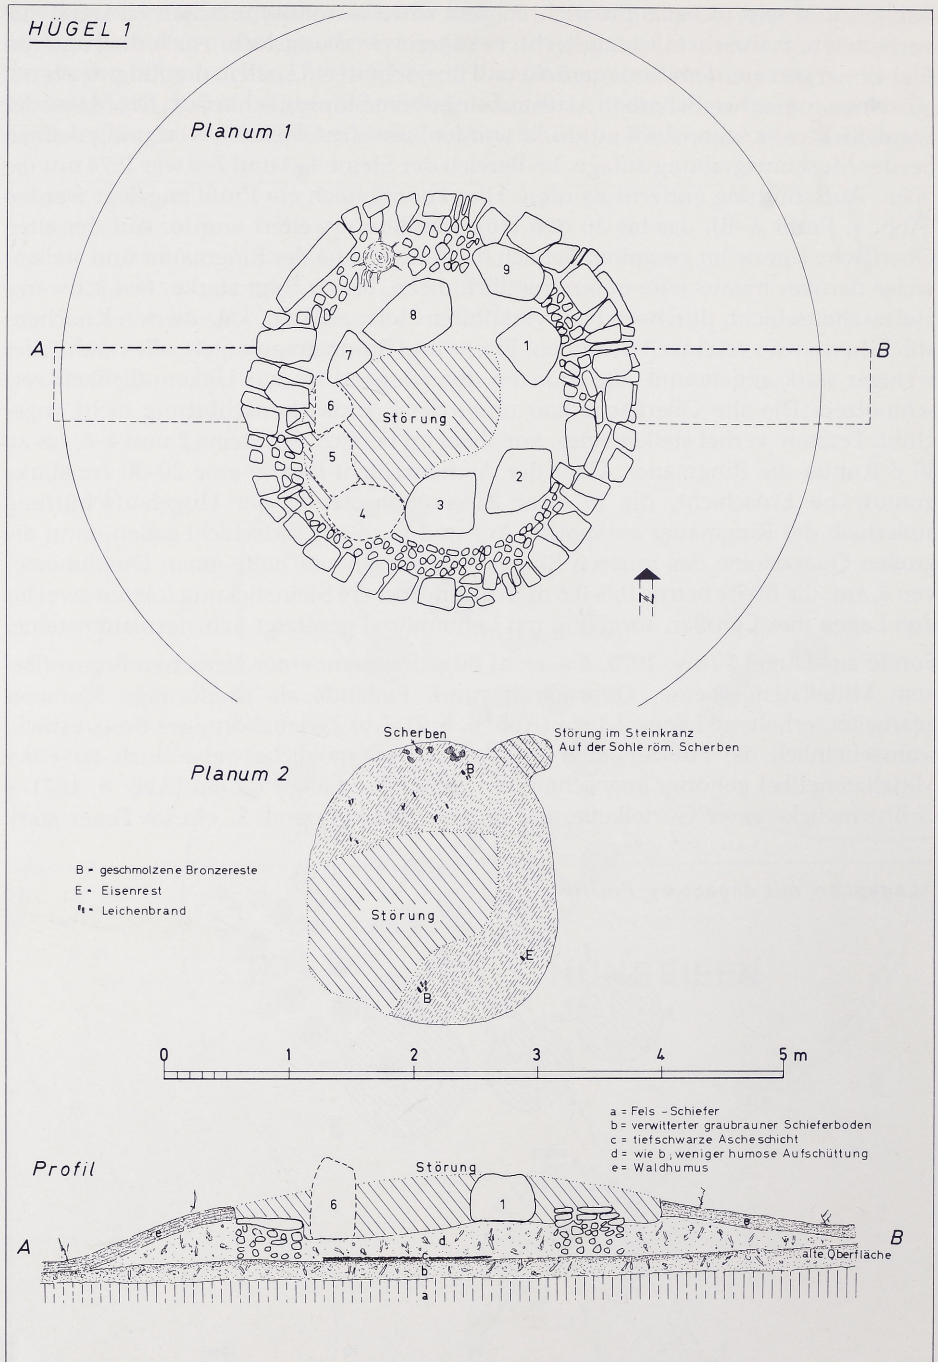 HÜGEL 1
Planum 1
9
8
A
7
1
B
6
Störung
5
2
3
4
N
Scherben
Störung im Steinkranz
Auf der Sohle röm. Scherben
Planum 2
B
B = geschmolzene Bronzereste
E = Eisenrest
= Leichenbrand
Störung
E
B
0 1 2 3 4 5 m
a = Fels - Schiefer
b = verwitterter graubrauner Schieferboden
c = tiefschwarze Ascheschicht
d = wie b, weniger humose Aufschüttung
e = Waldhumus
Profil
Störung
6
1
e
e
A
d
B
c
alte Oberfläche
b
a